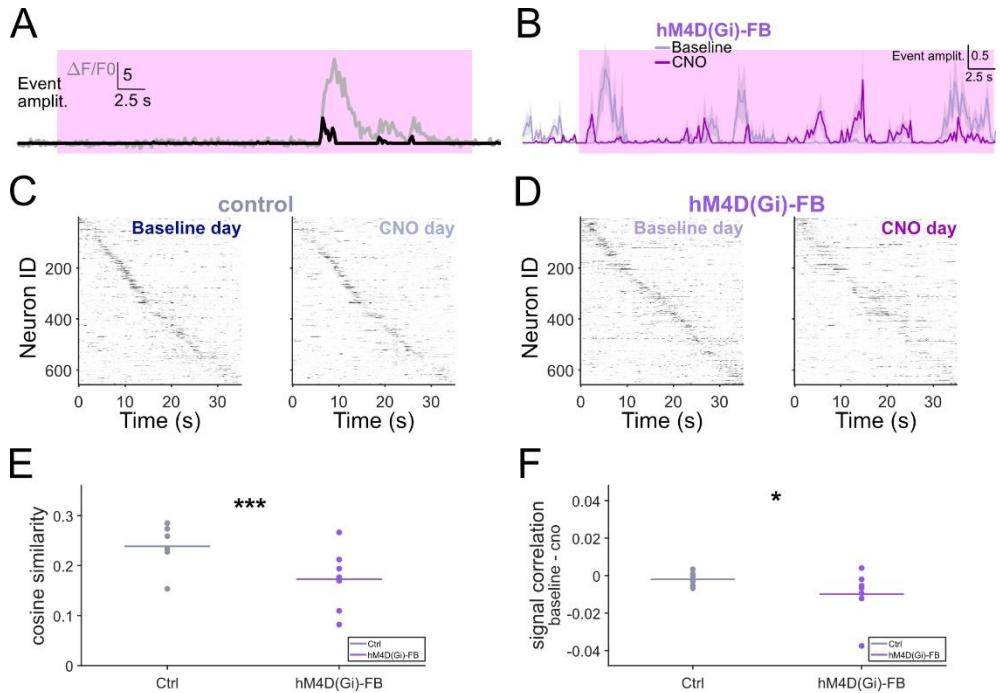 A
ΔF/F0
5
2.5 s
Event
amplit.
B
hM4D(Gi)-FB
Baseline
CNO
Event amplit.
0.5
2.5 s
C
control
Baseline day
CNO day
Neuron ID
200
400
600
0 10 20 30
0 10 20 30
Time (s)
Time (s)
D
hM4D(Gi)-FB
Baseline day
CNO day
Neuron ID
200
400
600
0 10 20 30
0 10 20 30
Time (s)
Time (s)
E
***
cosine similarity
0.3
0.2
0.1
0
Ctrl
hM4D(Gi)-FB
Ctrl
hM4D(Gi)-FB
F
*
signal correlation
baseline - cno
0.04
0.02
0
-0.02
-0.04
Ctrl
hM4D(Gi)-FB
Ctrl
hM4D(Gi)-FB